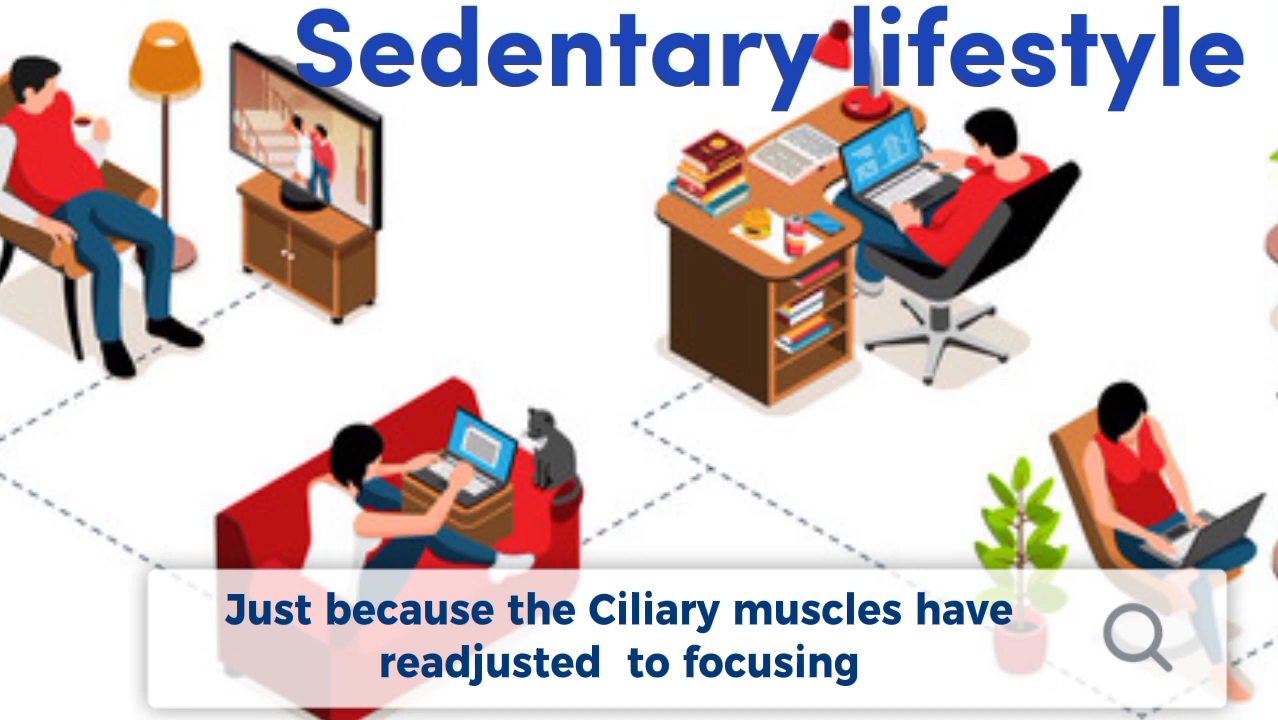 Sedentary lifestyle
Just because the Ciliary muscles have
readjusted  to focusing